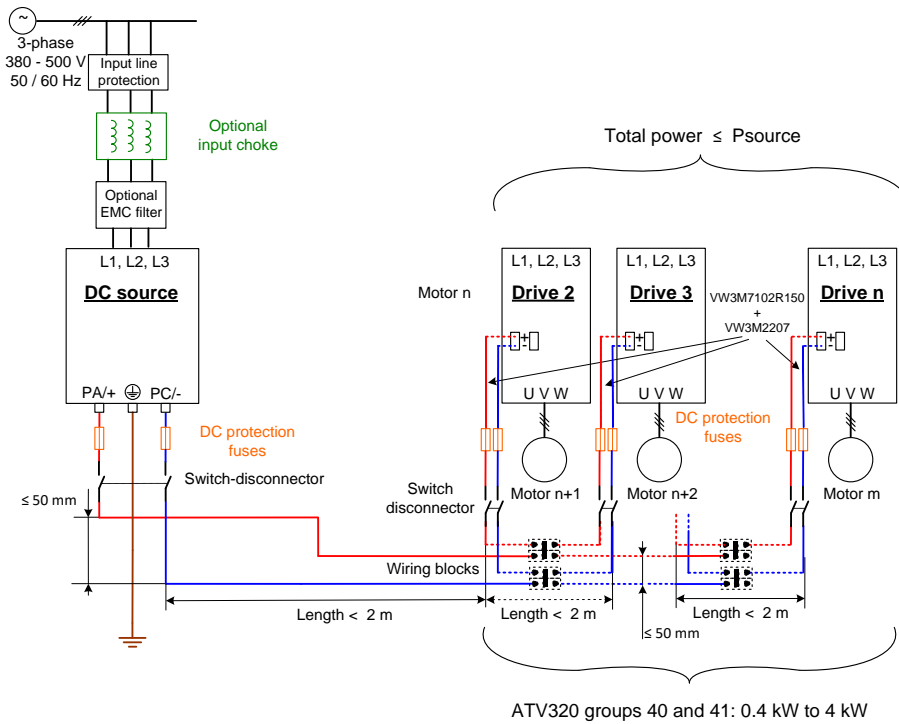 ~
3-phase
380 - 500 V
50 / 60 Hz
Input line
protection
Optional
input choke
Optional
EMC filter
Total power ≤ Psource
L1, L2, L3
DC source
PA/+
PC/-
Motor n
L1, L2, L3
Drive 2
+
-
U V W
L1, L2, L3
Drive 3
+
-
U V W
VW3M7102R150
+
VW3M2207
L1, L2, L3
Drive n
+
-
U V W
DC protection
fuses
DC protection
fuses
Switch-disconnector
Switch
disconnector
Motor n+1
Motor n+2
Motor m
≤ 50 mm
Wiring blocks
Length < 2 m
Length < 2 m
Length < 2 m
≤ 50 mm
ATV320 groups 40 and 41: 0.4 kW to 4 kW